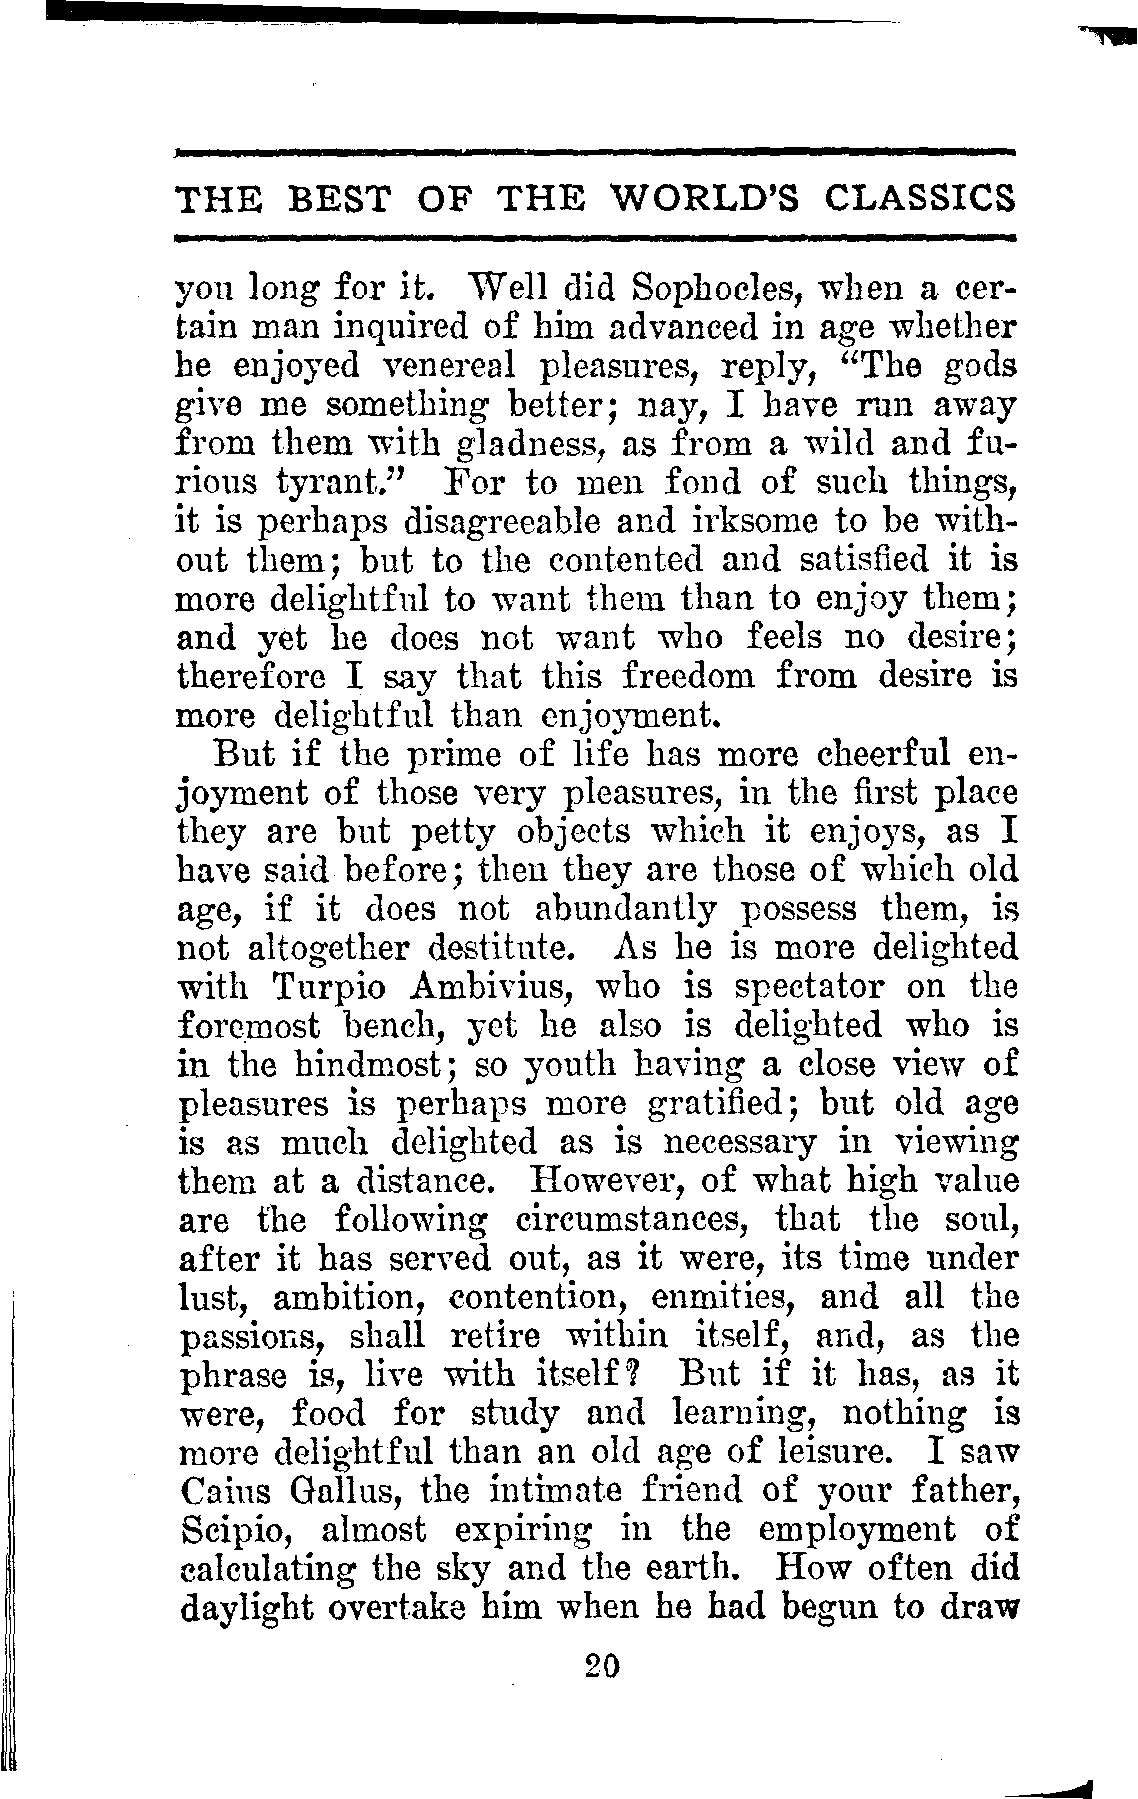 THE BEST OF THE WORLD'S CLASSICS
you long for it. Well did Sophocles, when a cer-
tain man inquired of him advanced in age whether
he enjoyed venereal pleasures, reply, “The gods
give me something better; nay, I have run away
from them with gladness, as from a wild and fu-
rious tyrant.” For to men fond of such things,
it is perhaps disagreeable and irksome to be with-
out them; but to the contented and satisfied it is
more delightful to want them than to enjoy them;
and yet he does not want who feels no desire;
therefore I say that this freedom from desire is
more delightful than enjoyment.
But if the prime of life has more cheerful en-
joyment of those very pleasures, in the first place
they are but petty objects which it enjoys, as I
have said before; then they are those of which old
age, if it does not abundantly possess them, is
not altogether destitute. As he is more delighted
with Turpio Ambivius, who is spectator on the
foremost bench, yet he also is delighted who is
in the hindmost; so youth having a close view of
pleasures is perhaps more gratified; but old age
is as much delighted as is necessary in viewing
them at a distance. However, of what high value
are the following circumstances, that the soul,
after it has served out, as it were, its time under
lust, ambition, contention, enmities, and all the
passions, shall retire within itself, and, as the
phrase is, live with itself? But if it has, as it
were, food for study and learning, nothing is
more delightful than an old age of leisure. I saw
Caius Gallus, the intimate friend of your father,
Scipio, almost expiring in the employment of
calculating the sky and the earth. How often did
daylight overtake him when he had begun to draw
20